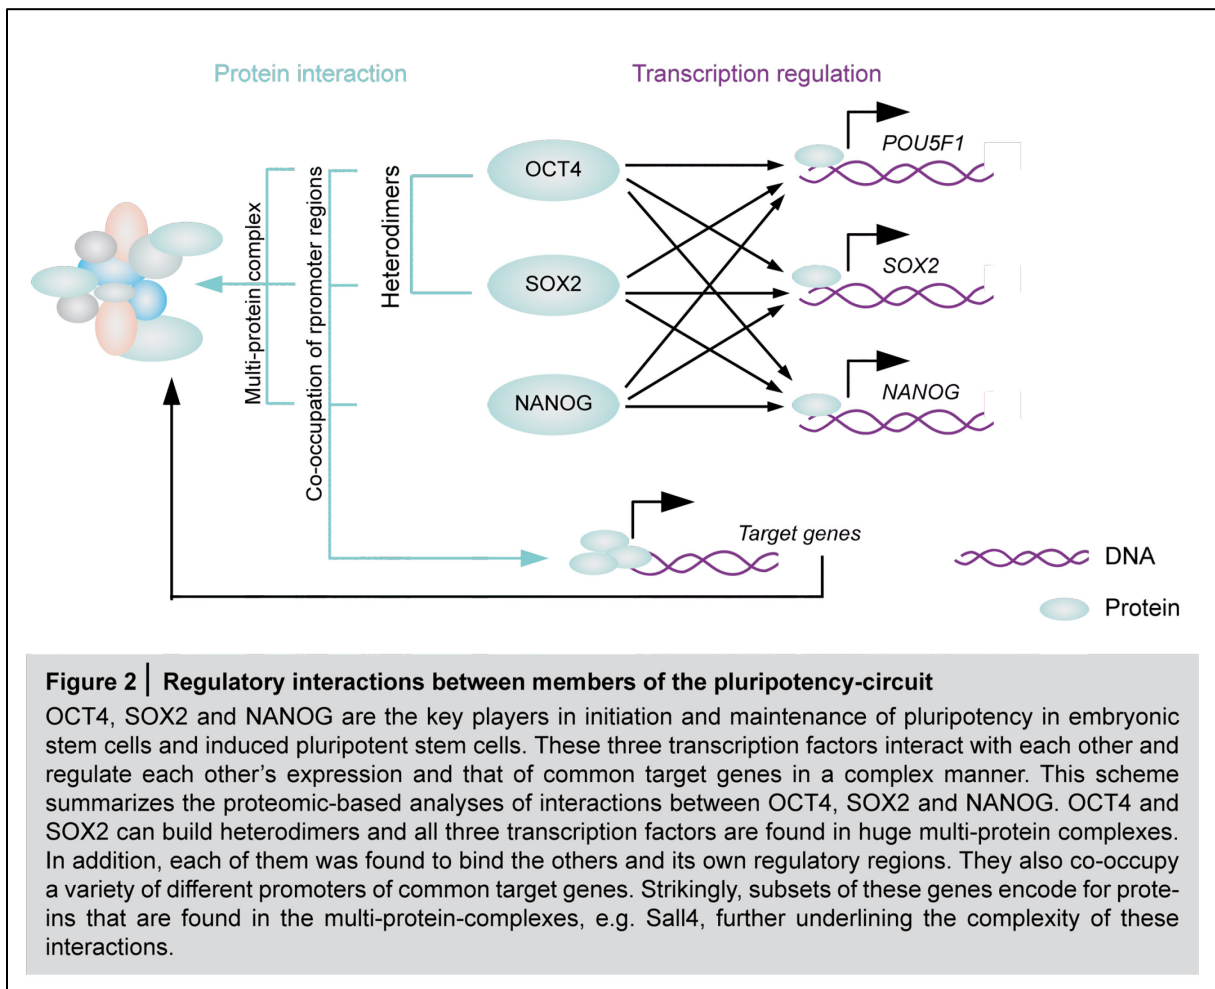 Protein interaction
Transcription regulation
Multi-protein complex
Co-occupation of rpromoter regions
Heterodimers
OCT4
SOX2
NANOG
POU5F1
SOX2
NANOG
Target genes
DNA
Protein
Figure 2 | Regulatory interactions between members of the pluripotency-circuit
OCT4, SOX2 and NANOG are the key players in initiation and maintenance of pluripotency in embryonic
stem cells and induced pluripotent stem cells. These three transcription factors interact with each other and
regulate each other's expression and that of common target genes in a complex manner. This scheme
summarizes the proteomic-based analyses of interactions between OCT4, SOX2 and NANOG. OCT4 and
SOX2 can build heterodimers and all three transcription factors are found in huge multi-protein complexes.
In addition, each of them was found to bind the others and its own regulatory regions. They also co-occupy
a variety of different promoters of common target genes. Strikingly, subsets of these genes encode for prote-
ins that are found in the multi-protein-complexes, e.g. Sall4, further underlining the complexity of these
interactions.